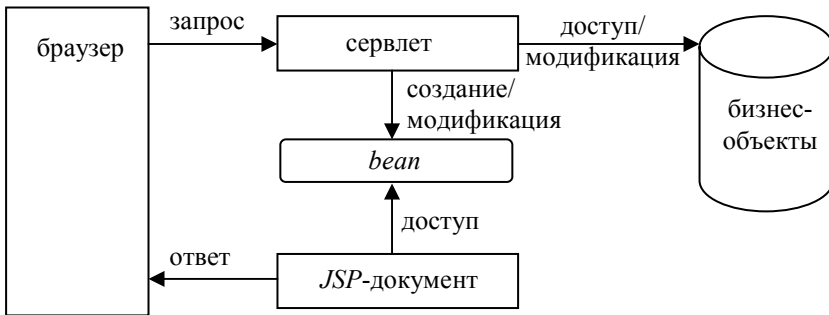 браузер
запрос
сервлет
доступ/
модификация
создание/
модификация
бизнес-
объекты
bean
доступ
ответ
JSP-документ